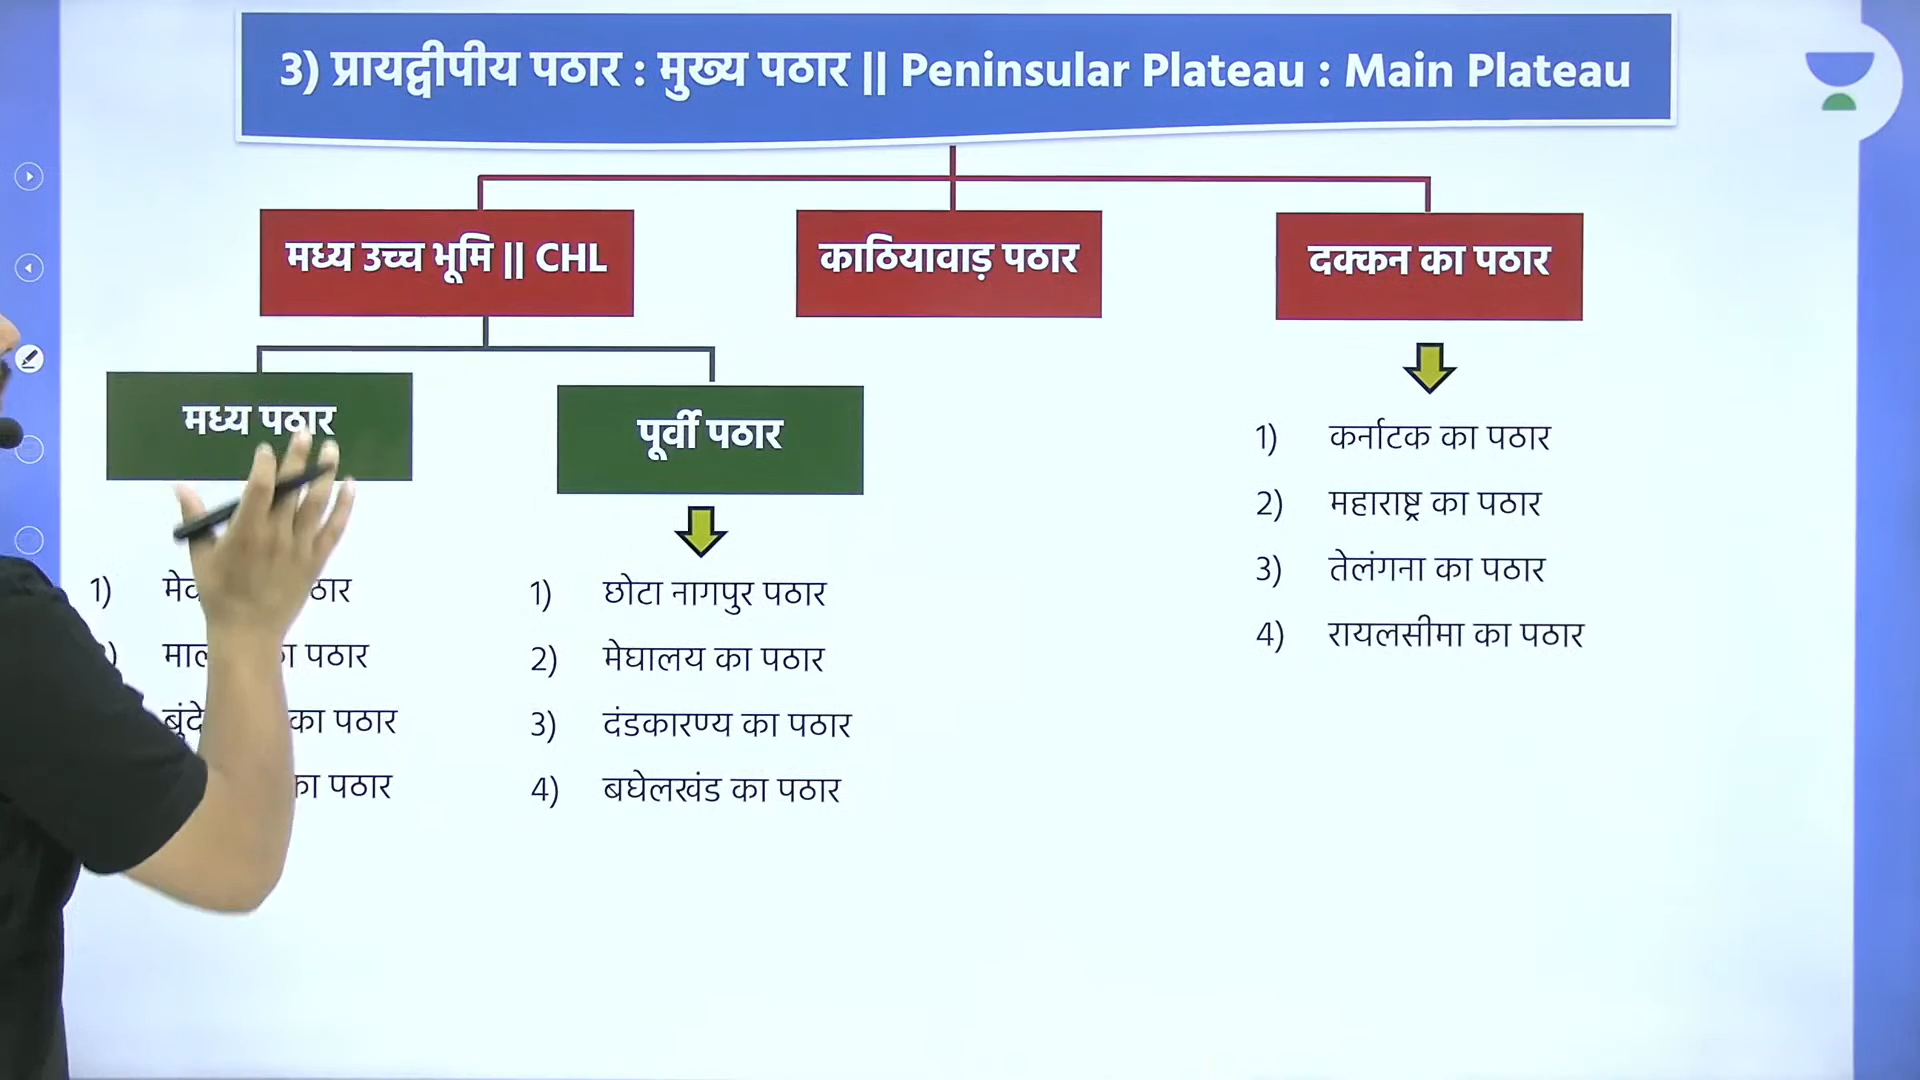 3) प्रायद्वीपीय पठार : मुख्य पठार || Peninsular Plateau : Main Plateau
मध्य उच्च भूमि || CHL
काठियावाड़ पठार
दक्कन का पठार
मध्य पठार
पूर्वी पठार
1) कर्नाटक का पठार
2) महाराष्ट्र का पठार
3) तेलंगना का पठार
4) रायलसीमा का पठार
1)
पठार
का पठार
का पठार
1) छोटा नागपुर पठार
2) मेघालय का पठार
3) दंडकारण्य का पठार
4) बघेलखंड का पठार